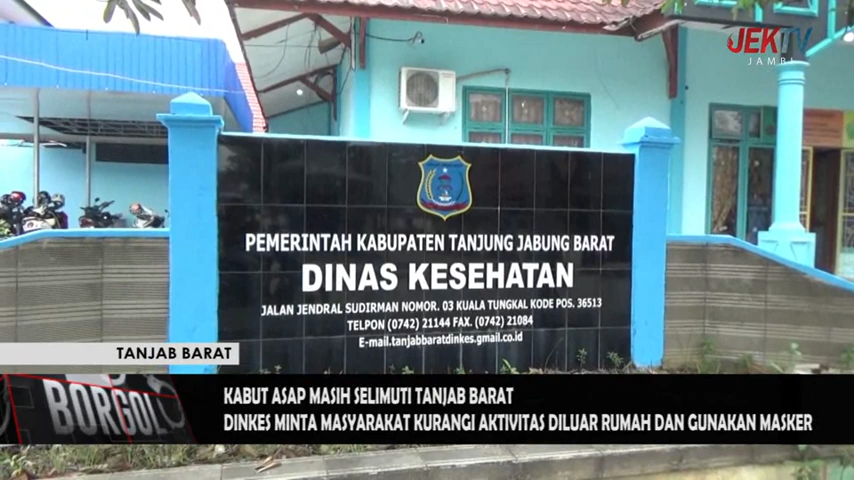 JEKTV
JAMBI
PEMERINTAH KABUPATEN TANJUNG JABUNG BARAT
DINAS KESEHATAN
JALAN JENDRAL SUDIRMAN NOMOR. 03 KUALA TUNGKAL KODE POS. 36513
TELPON (0742) 21144 FAX. (0742) 21084
E-mail.tanjabbaratdinkes.gmail.co.id
TANJAB BARAT
BORGOL
KABUT ASAP MASIH SELIMUTI TANJAB BARAT
DINKES MINTA MASYARAKAT KURANGI AKTIVITAS DILUAR RUMAH DAN GUNAKAN MASKER